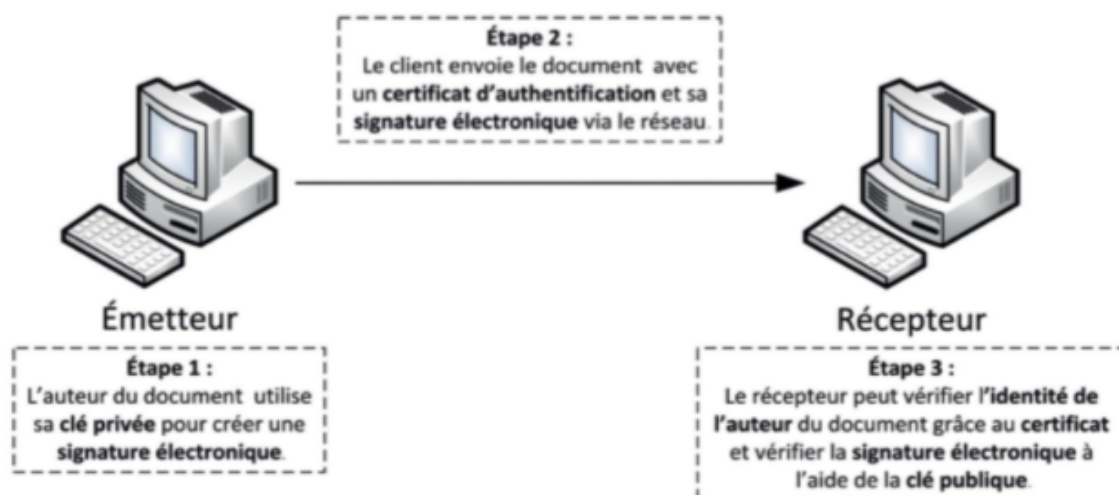 Étape 2 :
Le client envoie le document avec
un certificat d'authentification et sa
signature électronique via le réseau.
Émetteur
Étape 1 :
L'auteur du document utilise
sa clé privée pour créer une
signature électronique.
Récepteur
Étape 3 :
Le récepteur peut vérifier l'identité de
l'auteur du document grâce au certificat
et vérifier la signature électronique à
l'aide de la clé publique.